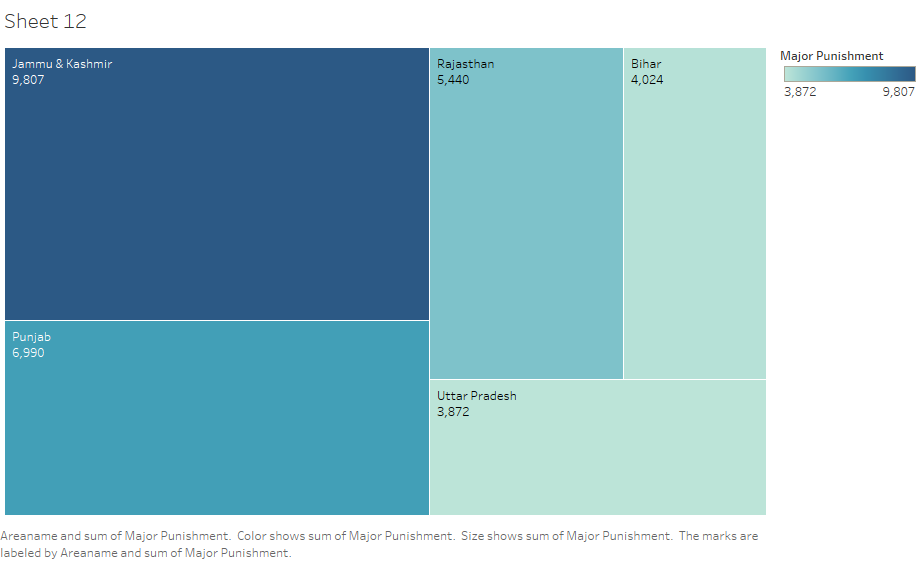 Sheet 12
Jammu & Kashmir
9,807
Rajasthan
5,440
Bihar
4,024
Major Punishment
3,872
9,807
Punjab
6,990
Uttar Pradesh
3,872
Areaname and sum of Major Punishment.  Color shows sum of Major Punishment.  Size shows sum of Major Punishment.  The marks are
labeled by Areaname and sum of Major Punishment.